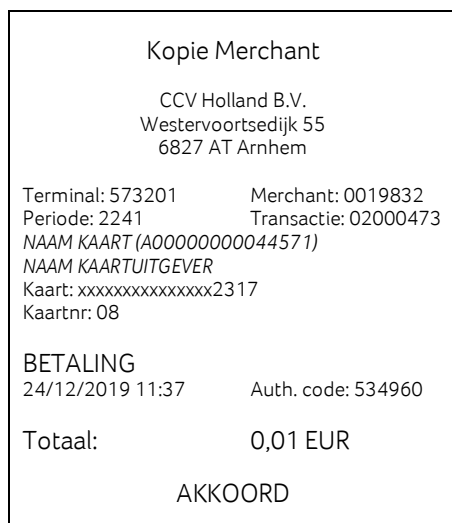 Kopie Merchant
CCV Holland B.V.
Westervoortsedijk 55
6827 AT Arnhem
Terminal: 573201 Merchant: 0019832
Periode: 2241 Transactie: 02000473
NAAM KAART (A00000000044571)
NAAM KAARTUITGEVER
Kaart: xxxxxxxxxxxxxxx2317
Kaartnr: 08
BETALING
24/12/2019 11:37 Auth. code: 534960
Totaal: 0,01 EUR
AKKOORD